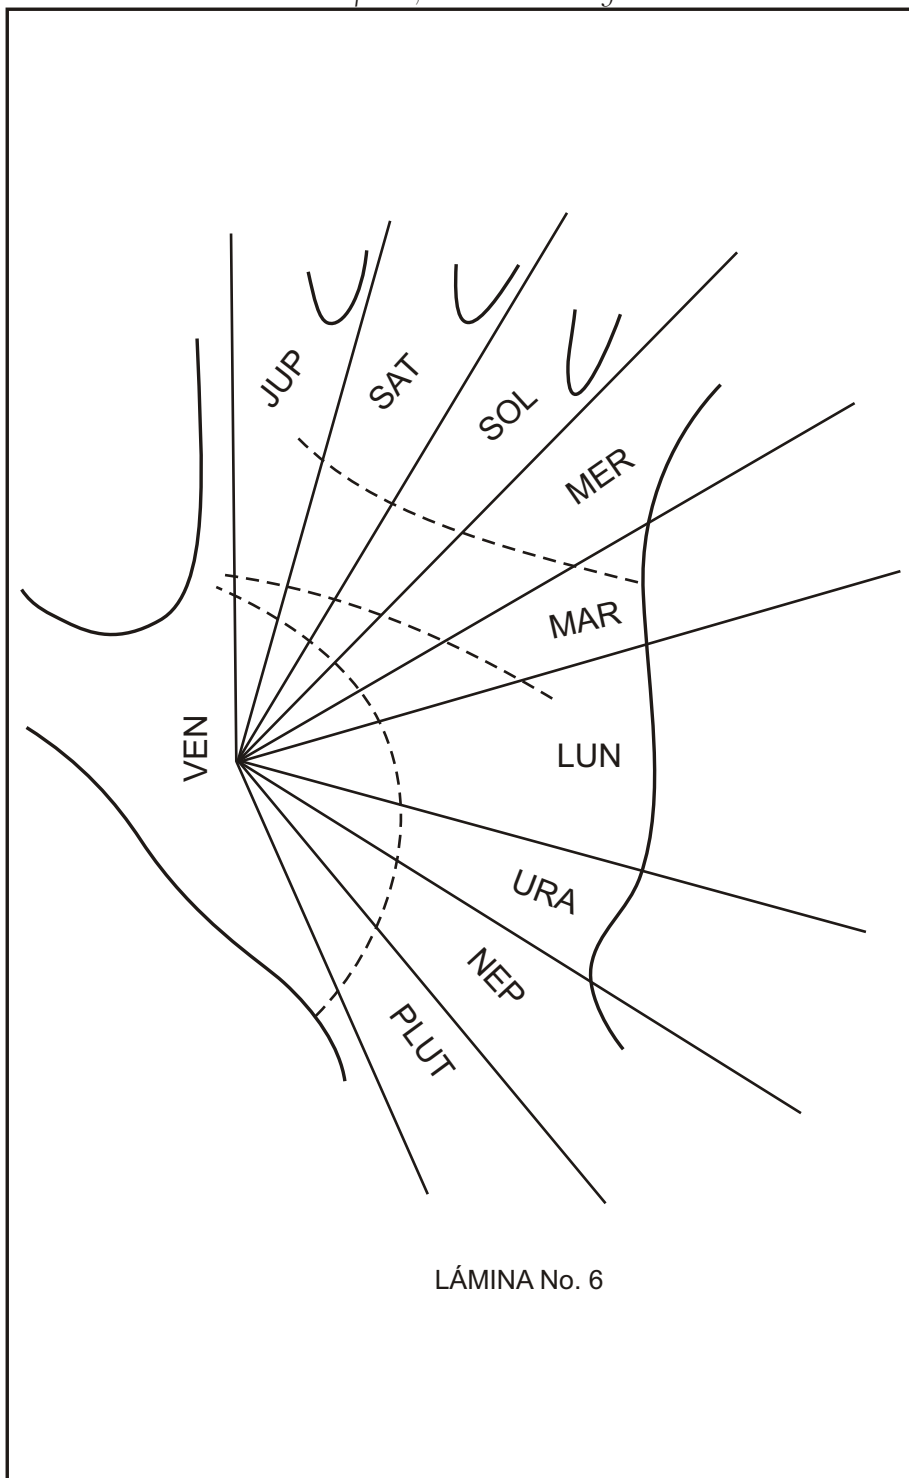 JUP
SAT
SOL
MER
MAR
VEN
LUN
URA
NEP
PLUT
LÁMINA No. 6